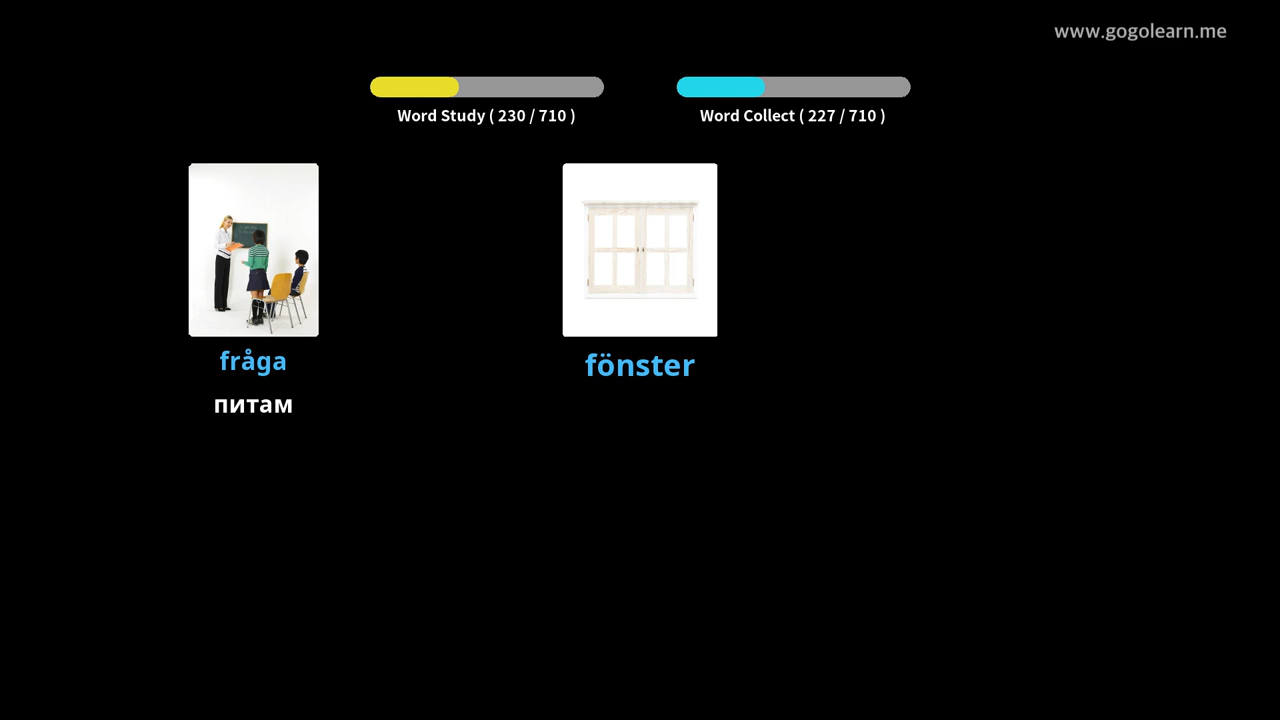 www.gogolearn.me
Word Study ( 230 / 710 )
Word Collect ( 227 / 710 )
fråga
питам
fönster